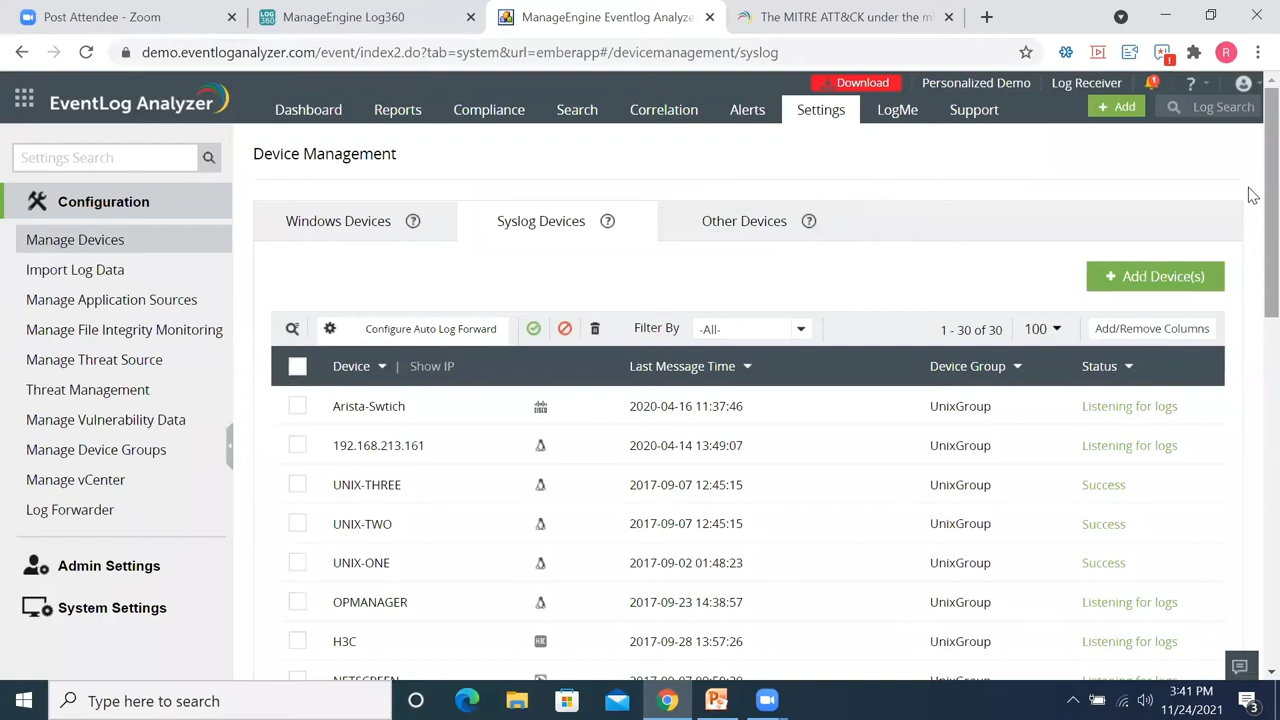 Post Attendee - Zoom
ManageEngine Log360
ManageEngine Eventlog Analyze
The MITRE ATT&CK under the mi
demo.eventloganalyzer.com/event/index2.do?tab=system&url=emberapp#/devicemanagement/syslog
R
Download
Personalized Demo
Log Receiver
1
EventLog Analyzer
Dashboard
Reports
Compliance
Search
Correlation
Alerts
Settings
LogMe
Support
+ Add
Log Search
Settings Search
Configuration
Manage Devices
Import Log Data
Manage Application Sources
Manage File Integrity Monitoring
Manage Threat Source
Threat Management
Manage Vulnerability Data
Manage Device Groups
Manage vCenter
Log Forwarder
Admin Settings
System Settings
Device Management
Windows Devices ?
Syslog Devices ?
Other Devices ?
+ Add Device(s)
Configure Auto Log Forward
Filter By
-All-
1 - 30 of 30
100
Add/Remove Columns
Device | Show IP Last Message Time Device Group Status
Arista-Swtich CISCO 2020-04-16 11:37:46 UnixGroup Listening for logs
192.168.213.161 2020-04-14 13:49:07 UnixGroup Listening for logs
UNIX-THREE 2017-09-07 12:45:15 UnixGroup Success
UNIX-TWO 2017-09-07 12:45:15 UnixGroup Success
UNIX-ONE 2017-09-02 01:48:23 UnixGroup Success
OPMANAGER 2017-09-23 14:38:57 UnixGroup Listening for logs
H3C 2017-09-28 13:57:26 UnixGroup Listening for logs
Type here to search
3:41 PM
11/24/2021
3